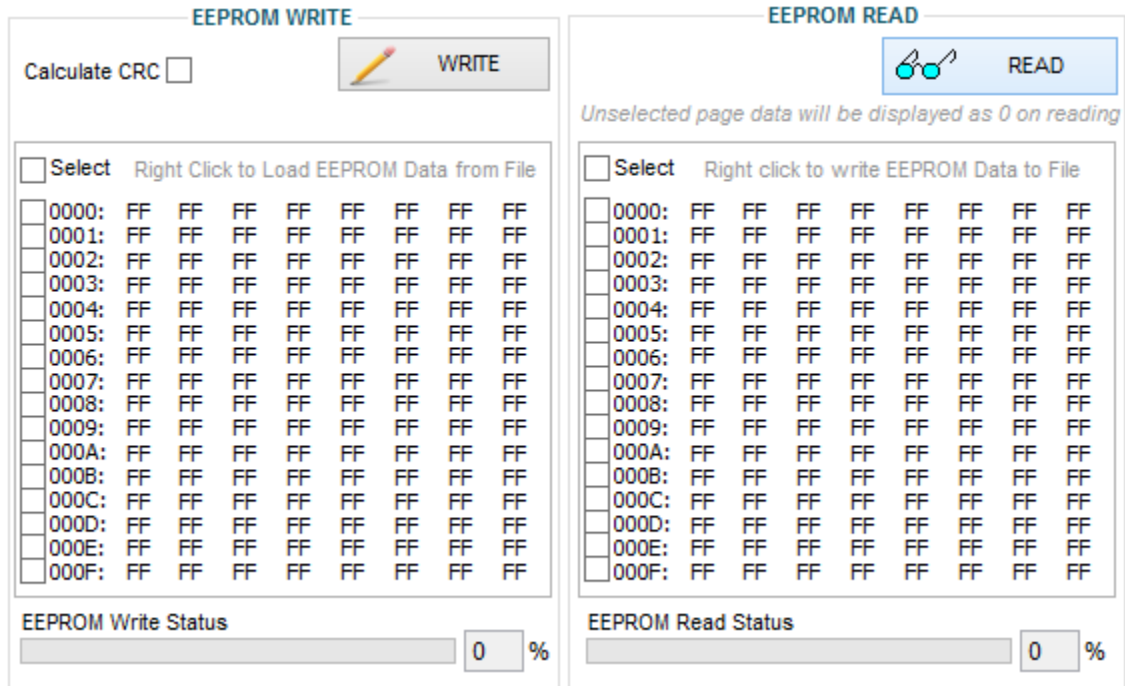 EEPROM WRITE
Calculate CRC
WRITE
Select Right Click to Load EEPROM Data from File
0000: FF FF FF FF FF FF FF FF
0001: FF FF FF FF FF FF FF FF
0002: FF FF FF FF FF FF FF FF
0003: FF FF FF FF FF FF FF FF
0004: FF FF FF FF FF FF FF FF
0005: FF FF FF FF FF FF FF FF
0006: FF FF FF FF FF FF FF FF
0007: FF FF FF FF FF FF FF FF
0008: FF FF FF FF FF FF FF FF
0009: FF FF FF FF FF FF FF FF
000A: FF FF FF FF FF FF FF FF
000B: FF FF FF FF FF FF FF FF
000C: FF FF FF FF FF FF FF FF
000D: FF FF FF FF FF FF FF FF
000E: FF FF FF FF FF FF FF FF
000F: FF FF FF FF FF FF FF FF
EEPROM Write Status
0 %
EEPROM READ
READ
Unselected page data will be displayed as 0 on reading
Select Right click to write EEPROM Data to File
0000: FF FF FF FF FF FF FF FF
0001: FF FF FF FF FF FF FF FF
0002: FF FF FF FF FF FF FF FF
0003: FF FF FF FF FF FF FF FF
0004: FF FF FF FF FF FF FF FF
0005: FF FF FF FF FF FF FF FF
0006: FF FF FF FF FF FF FF FF
0007: FF FF FF FF FF FF FF FF
0008: FF FF FF FF FF FF FF FF
0009: FF FF FF FF FF FF FF FF
000A: FF FF FF FF FF FF FF FF
000B: FF FF FF FF FF FF FF FF
000C: FF FF FF FF FF FF FF FF
000D: FF FF FF FF FF FF FF FF
000E: FF FF FF FF FF FF FF FF
000F: FF FF FF FF FF FF FF FF
EEPROM Read Status
0 %